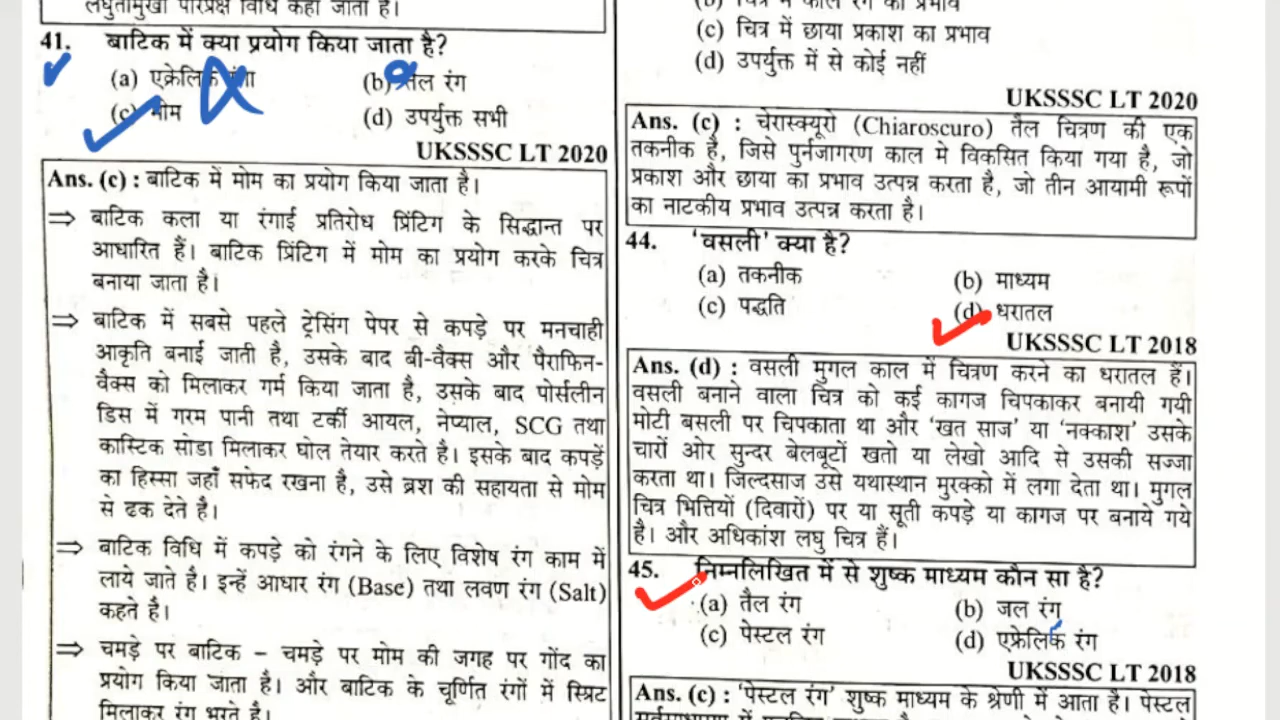 लघुतामुखी परिप्रेक्ष विधि कहा जाता है।
41. बाटिक में क्या प्रयोग किया जाता है?
(a) एक्रेलिक रंगा
(b) तैल रंग
(c) मोम
(d) उपर्युक्त सभी
UKSSSC LT 2020
Ans. (c) : बाटिक में मोम का प्रयोग किया जाता है।
⇒ बाटिक कला या रंगाई प्रतिरोध प्रिंटिग के सिद्धान्त पर
आधारित हैं। बाटिक प्रिंटिग में मोम का प्रयोग करके चित्र
बनाया जाता है।
⇒ बाटिक में सबसे पहले ट्रेसिंग पेपर से कपड़े पर मनचाही
आकृति बनाई जाती है, उसके बाद बी-वैक्स और पैराफिन-
वैक्स को मिलाकर गर्म किया जाता है, उसके बाद पोर्सलीन
डिस में गरम पानी तथा टर्की आयल, नेप्याल, SCG तथा
कास्टिक सोडा मिलाकर घोल तैयार करते है। इसके बाद कपड़ें
का हिस्सा जहाँ सफेद रखना है, उसे ब्रश की सहायता से मोम
से ढक देते है।
⇒ बाटिक विधि में कपड़े को रंगने के लिए विशेष रंग काम में
लाये जाते है। इन्हें आधार रंग (Base) तथा लवण रंग (Salt)
कहते है।
⇒ चमड़े पर बाटिक – चमड़े पर मोम की जगह पर गोंद का
प्रयोग किया जाता है। और बाटिक के चूर्णित रंगों में स्प्रिट
मिलाकर रंग भरते है।
(b) चित्र में काले रंग का प्रभाव
(c) चित्र में छाया प्रकाश का प्रभाव
(d) उपर्युक्त में से कोई नहीं
UKSSSC LT 2020
Ans. (c) : चेरास्क्यूरो (Chiaroscuro) तैल चित्रण की एक
तकनीक है, जिसे पुर्नजागरण काल मे विकसित किया गया है, जो
प्रकाश और छाया का प्रभाव उत्पन्न करता है, जो तीन आयामी रूपों
का नाटकीय प्रभाव उत्पन्न करता है।
44. 'वसली' क्या है?
(a) तकनीक
(b) माध्यम
(c) पद्धति
(d) धरातल
UKSSSC LT 2018
Ans. (d) : वसली मुगल काल में चित्रण करने का धरातल हैं।
वसली बनाने वाला चित्र को कई कागज चिपकाकर बनायी गयी
मोटी बसली पर चिपकाता था और 'खत साज' या 'नक्काश' उसके
चारों ओर सुन्दर बेलबूटों खतो या लेखो आदि से उसकी सज्जा
करता था। जिल्दसाज उसे यथास्थान मुरक्को में लगा देता था। मुगल
चित्र भित्तियों (दिवारों) पर या सूती कपड़े या कागज पर बनाये गये
है। और अधिकांश लघु चित्र हैं।
45. निम्नलिखित में से शुष्क माध्यम कौन सा है?
(a) तैल रंग
(b) जल रंग
(c) पेस्टल रंग
(d) एक्रेलिक रंग
UKSSSC LT 2018
Ans. (c) : 'पेस्टल रंग' शुष्क माध्यम के श्रेणी में आता है। पेस्टल